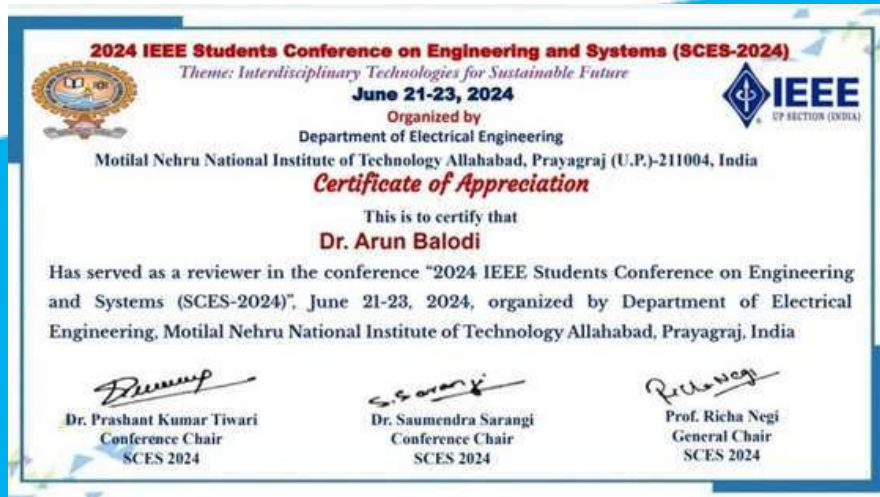 2024 IEEE Students Conference on Engineering and Systems (SCES-2024)
Theme: Interdisciplinary Technologies for Sustainable Future
June 21-23, 2024
Organized by
Department of Electrical Engineering
Motilal Nehru National Institute of Technology Allahabad, Prayagraj (U.P.)-211004, India
IEEE
UP SECTION (INDIA)
Certificate of Appreciation
This is to certify that
Dr. Arun Balodi
Has served as a reviewer in the conference “2024 IEEE Students Conference on Engineering
and Systems (SCES-2024)”, June 21-23, 2024, organized by Department of Electrical
Engineering, Motilal Nehru National Institute of Technology Allahabad, Prayagraj, India
S. Sarangi
Richa Negi
Dr. Prashant Kumar Tiwari
Conference Chair
SCES 2024
Dr. Saumendra Sarangi
Conference Chair
SCES 2024
Prof. Richa Negi
General Chair
SCES 2024